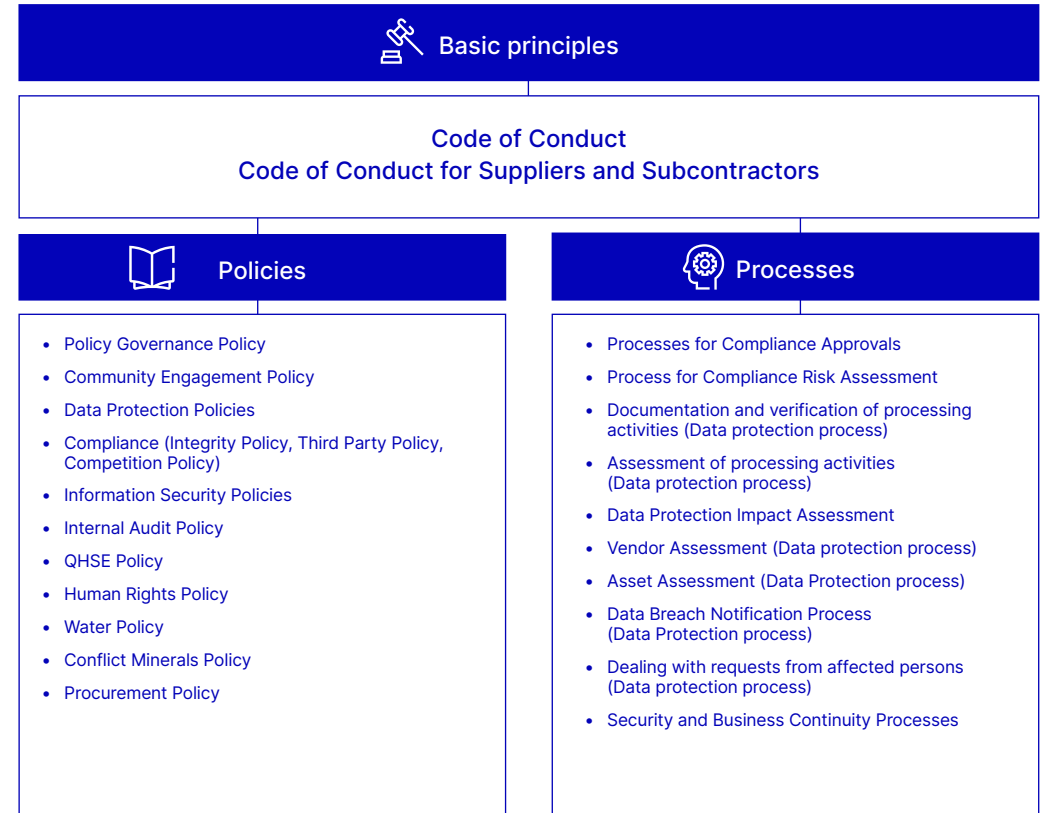 Basic principles
Code of Conduct
Code of Conduct for Suppliers and Subcontractors
Policies
• Policy Governance Policy
• Community Engagement Policy
• Data Protection Policies
• Compliance (Integrity Policy, Third Party Policy,
Competition Policy)
• Information Security Policies
• Internal Audit Policy
• QHSE Policy
• Human Rights Policy
• Water Policy
• Conflict Minerals Policy
• Procurement Policy
Processes
• Processes for Compliance Approvals
• Process for Compliance Risk Assessment
• Documentation and verification of processing
activities (Data protection process)
• Assessment of processing activities
(Data protection process)
• Data Protection Impact Assessment
• Vendor Assessment (Data protection process)
• Asset Assessment (Data Protection process)
• Data Breach Notification Process
(Data Protection process)
• Dealing with requests from affected persons
(Data protection process)
• Security and Business Continuity Processes